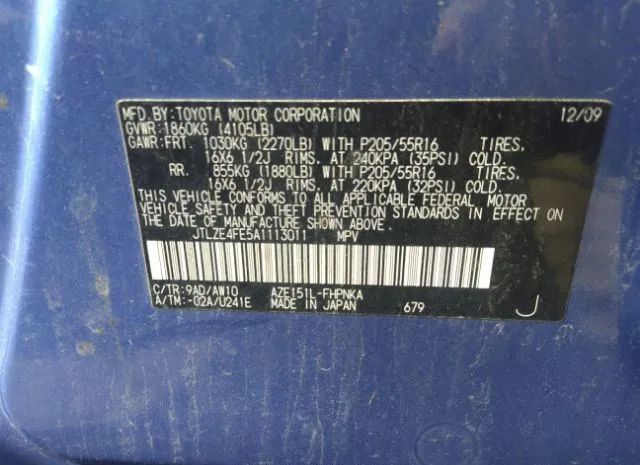 MFD. BY: TOYOTA MOTOR CORPORATION 12/09
GVWR: 1860KG (4105LB)
GAWR: FRT. 1030KG (2270LB) WITH P205/55R16 TIRES.
16X6 1/2J RIMS. AT 240KPA (35PSI) COLD.
RR. 855KG (1880LB) WITH P205/55R16 TIRES.
16X6 1/2J RIMS. AT 220KPA (32PSI) COLD.
THIS VEHICLE CONFORMS TO ALL APPLICABLE FEDERAL MOTOR
VEHICLE SAFETY AND THEFT PREVENTION STANDARDS IN EFFECT ON
THE DATE OF MANUFACTURE SHOWN ABOVE.
JTLZE4FE5A1113011 MPV
C/TR: 9AD/AW10 AZE151L-FHPNKA
A/TM: -02A/U241E MADE IN JAPAN 679 J